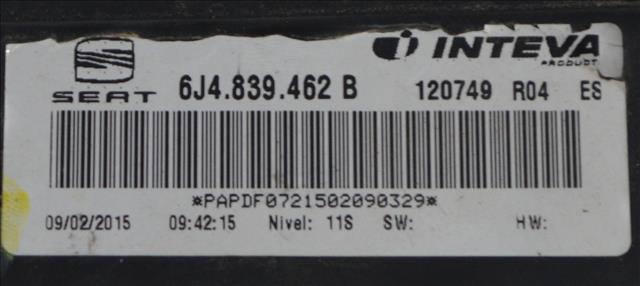 INTEVA
PRODUCT
SEAT 6J4.839.462 B 120749 R04 ES
*PAPDF0721502090329*
09/02/2015 09:42:15 Nivel: 11S SW: HW: